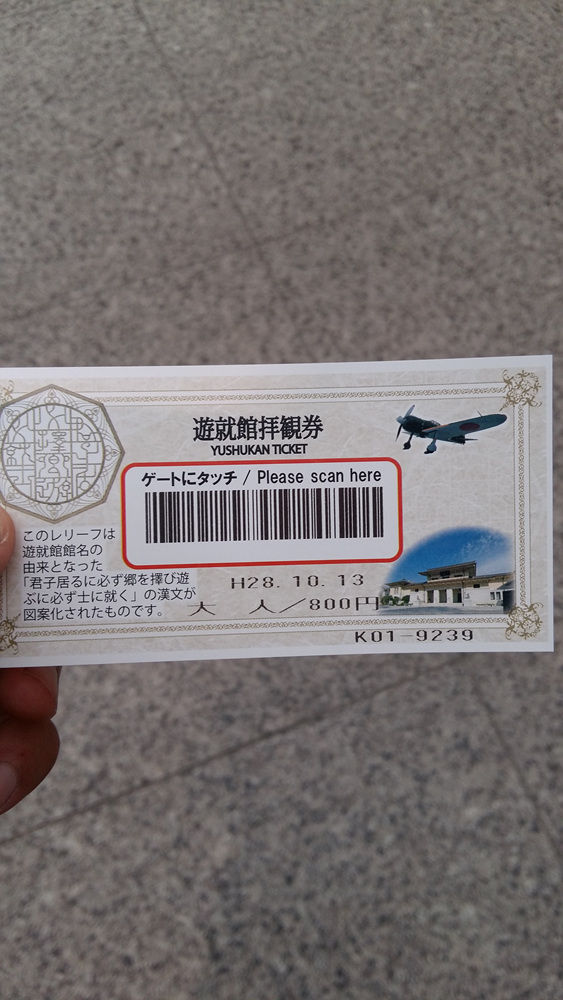 遊就館拝観券
YUSHUKAN TICKET
ゲートにタッチ / Please scan here
このレリーフは
遊就館館名の
由来となった
「君子居るに必ず郷を擇び遊
ぶに必ず士に就く」の漢文が
図案化されたものです。
H28.10.13
大 人/800円
K01-9239